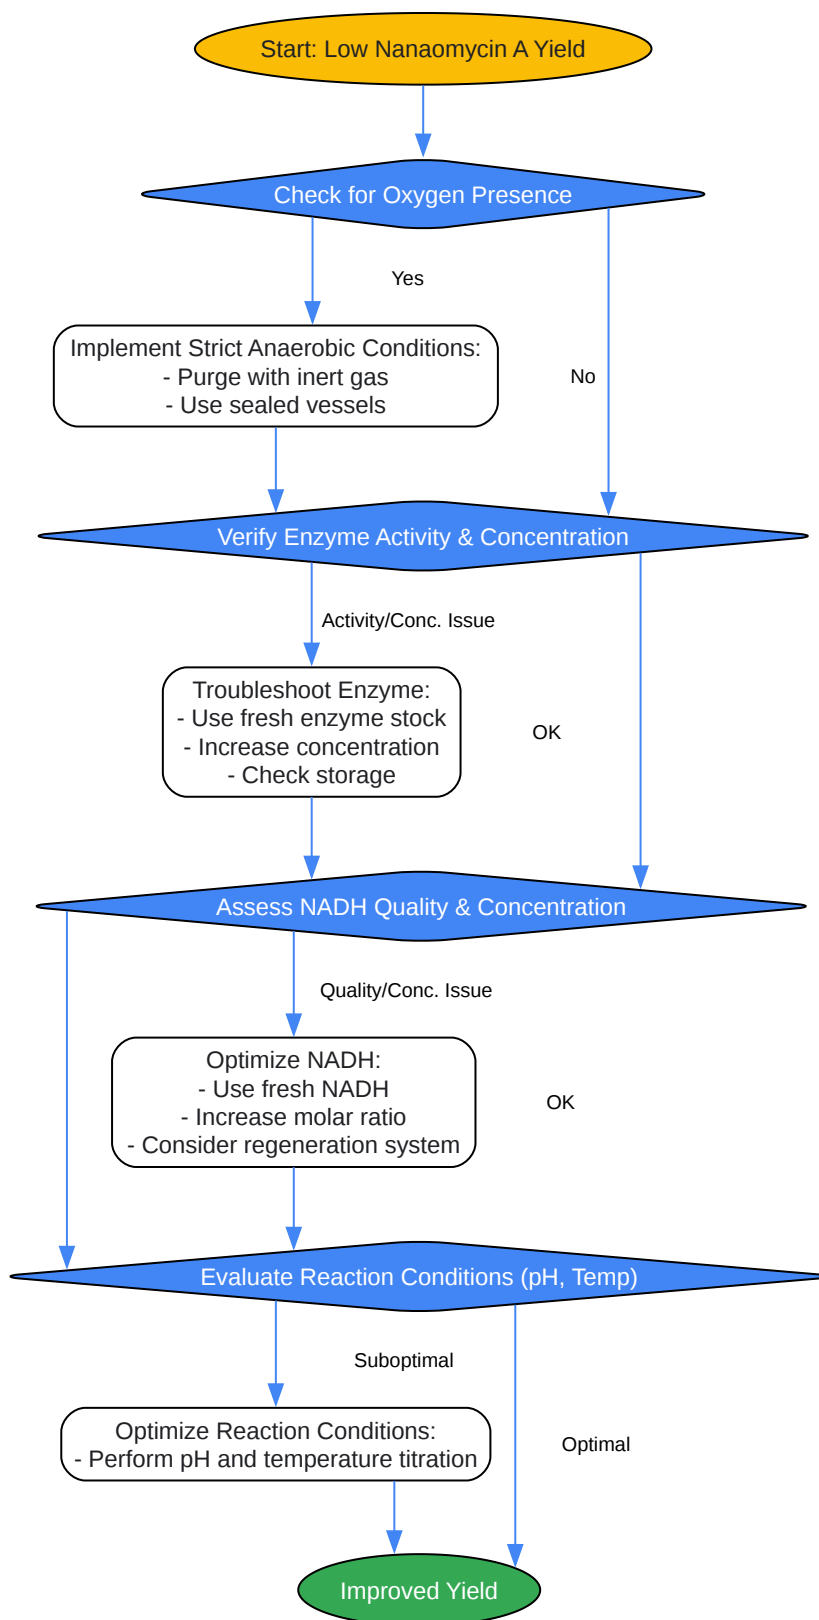 Start: Low Nanaomycin A Yield
Check for Oxygen Presence
Yes
Implement Strict Anaerobic Conditions:
- Purge with inert gas
- Use sealed vessels
No
Verify Enzyme Activity & Concentration
Activity/Conc. Issue
Troubleshoot Enzyme:
- Use fresh enzyme stock
- Increase concentration
- Check storage
OK
Assess NADH Quality & Concentration
Quality/Conc. Issue
Optimize NADH:
- Use fresh NADH
- Increase molar ratio
- Consider regeneration system
OK
Evaluate Reaction Conditions (pH, Temp)
Suboptimal
Optimize Reaction Conditions:
- Perform pH and temperature titration
Optimal
Improved Yield